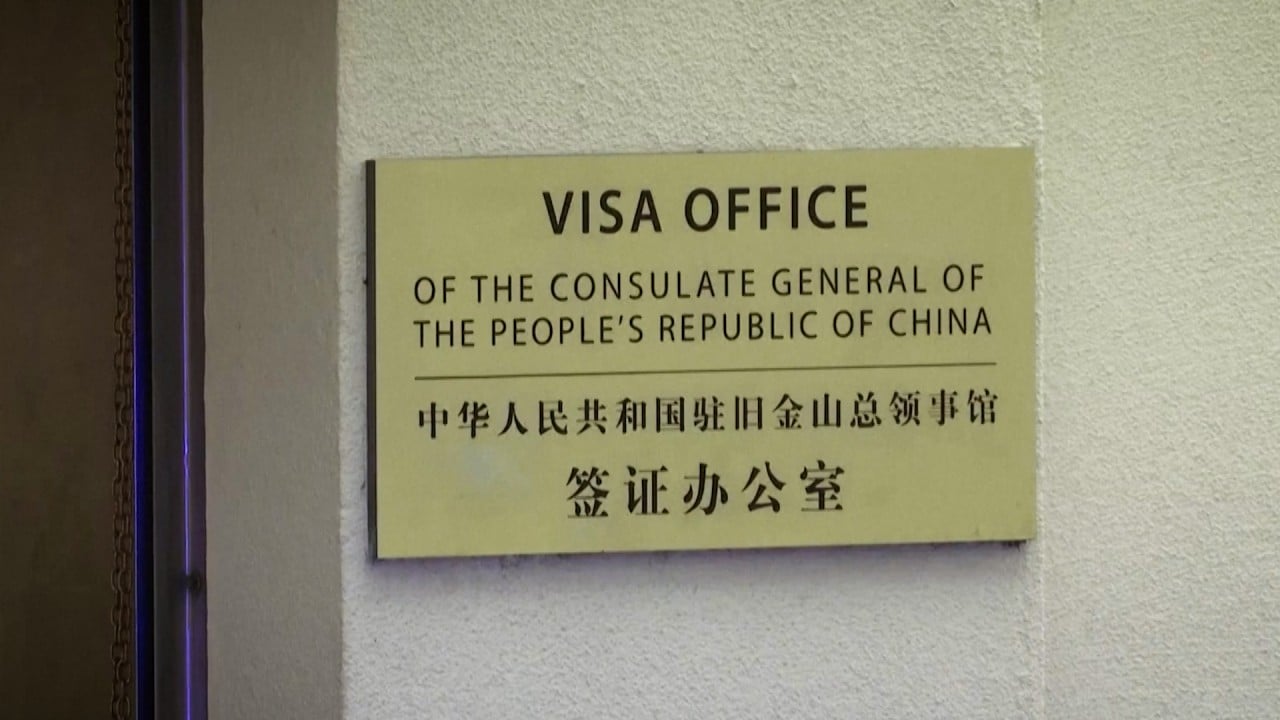 VISA OFFICE
OF THE CONSULATE GENERAL OF
THE PEOPLE'S REPUBLIC OF CHINA
中华人民共和国驻旧金山总领事馆
签证办公室